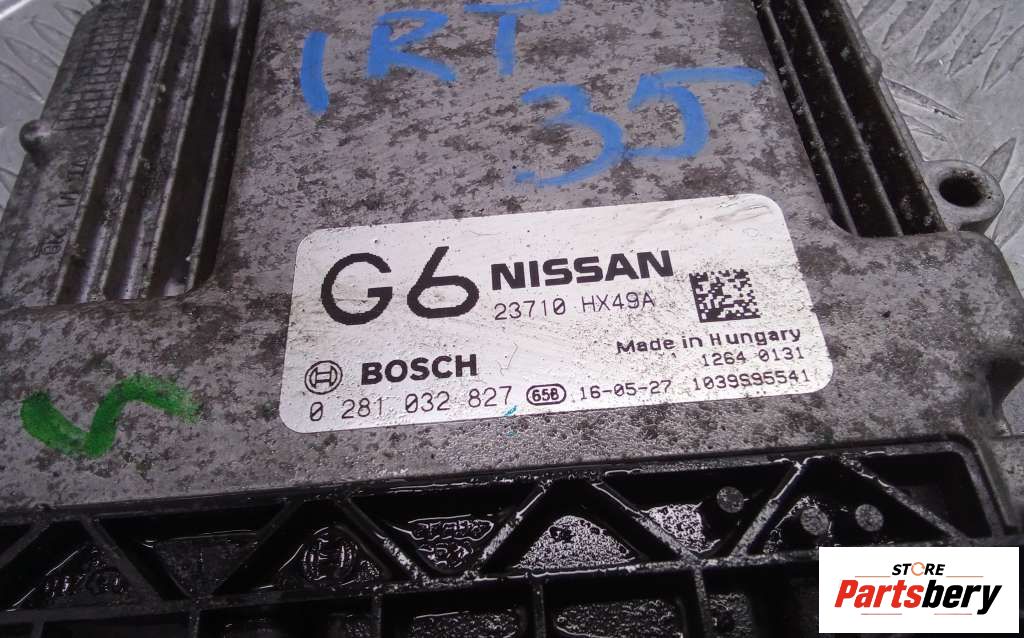 IRT
35
G6 NISSAN
23710 HX49A
Made in Hungary
1264 0131
BOSCH
0 281 032 827 658 16-05-27 1039S95541
STORE
Partsbery